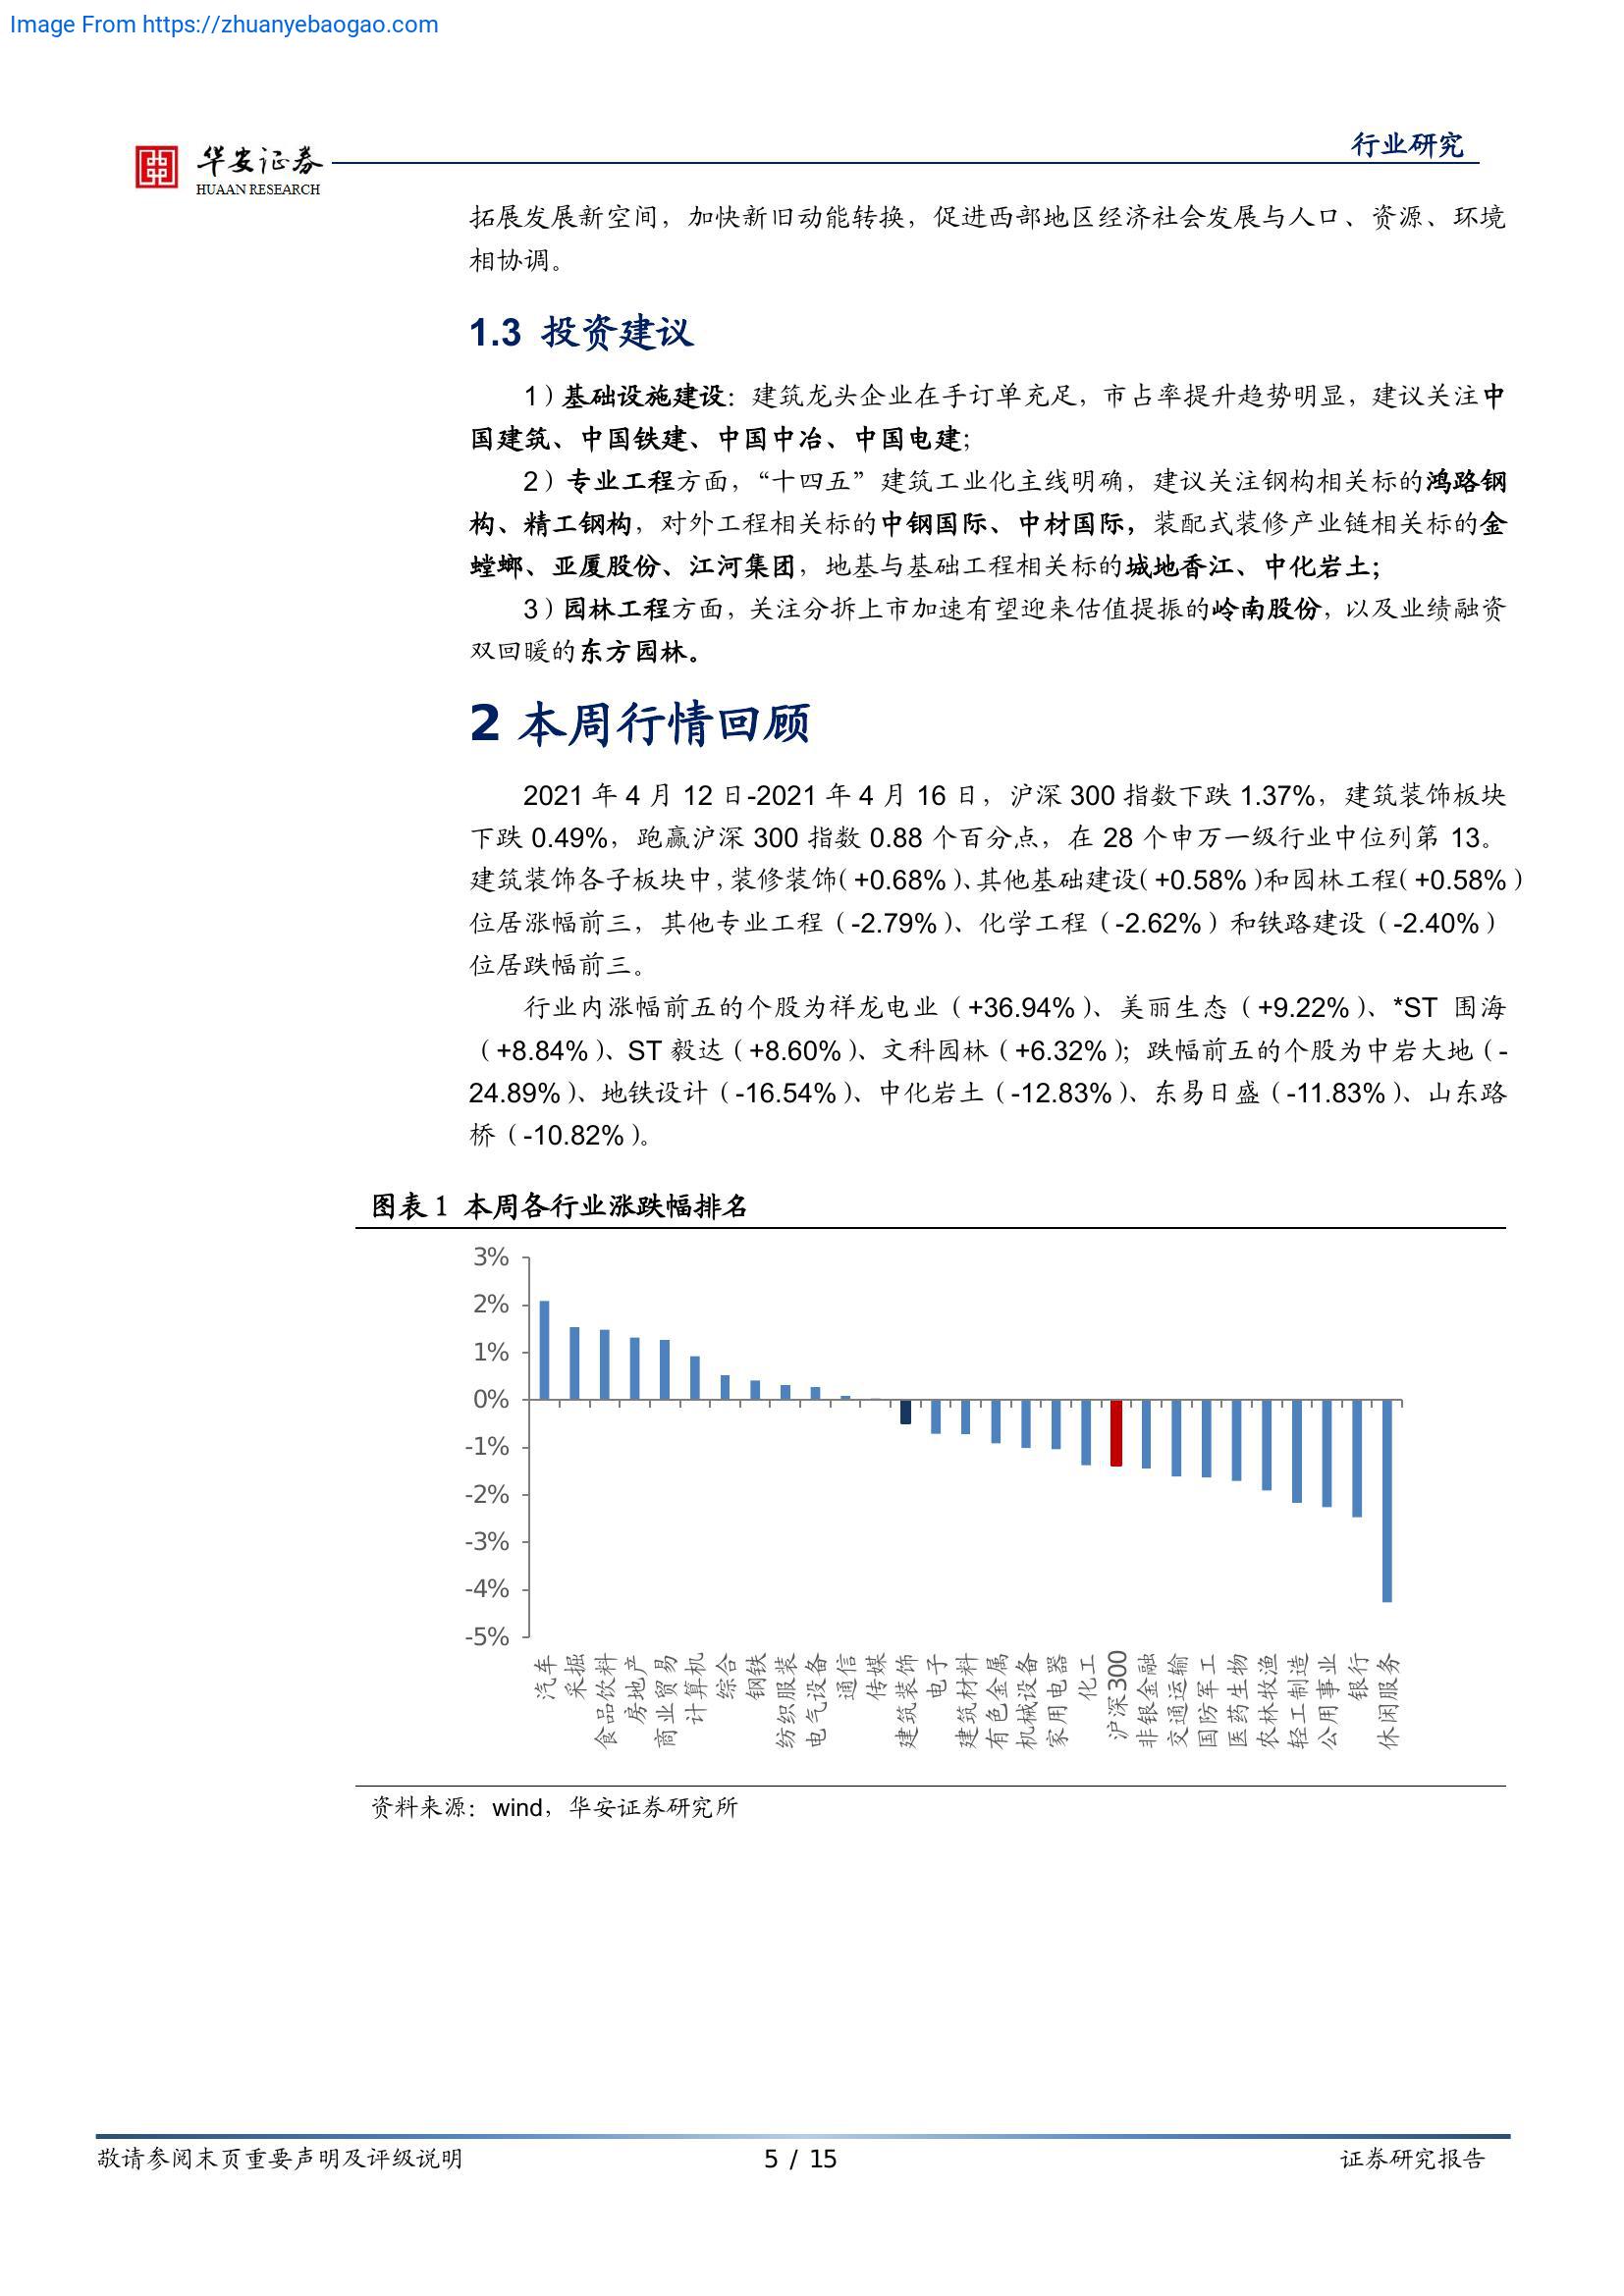 Image From https://zhuanyebaogao.com
行业研究
华安证券
HUAAN RESEARCH
拓展发展新空间，加快新旧动能转换，促进西部地区经济社会发展与人口、资源、环境
相协调。
1.3 投资建议
1）基础设施建设：建筑龙头企业在手订单充足，市占率提升趋势明显，建议关注中
国建筑、中国铁建、中国中冶、中国电建；
2）专业工程方面，“十四五”建筑工业化主线明确，建议关注钢构相关标的鸿路钢
构、精工钢构，对外工程相关标的中钢国际、中材国际，装配式装修产业链相关标的金
螳螂、亚厦股份、江河集团，地基与基础工程相关标的城地香江、中化岩土；
3）园林工程方面，关注分拆上市加速有望迎来估值提振的岭南股份，以及业绩融资
双回暖的东方园林。
2 本周行情回顾
2021 年 4 月 12 日-2021 年 4 月 16 日，沪深 300 指数下跌 1.37%，建筑装饰板块
下跌 0.49%，跑赢沪深 300 指数 0.88 个百分点，在 28 个申万一级行业中位列第 13。
建筑装饰各子板块中，装修装饰（+0.68%）、其他基础建设（+0.58%）和园林工程（+0.58%）
位居涨幅前三，其他专业工程（-2.79%）、化学工程（-2.62%）和铁路建设（-2.40%）
位居跌幅前三。
行业内涨幅前五的个股为祥龙电业（+36.94%）、美丽生态（+9.22%）、*ST 围海
（+8.84%）、ST 毅达（+8.60%）、文科园林（+6.32%）；跌幅前五的个股为中岩大地（-
24.89%）、地铁设计（-16.54%）、中化岩土（-12.83%）、东易日盛（-11.83%）、山东路
桥（-10.82%）。
图表 1 本周各行业涨跌幅排名
3%
2%
1%
0%
-1%
-2%
-3%
-4%
-5%
汽车
采掘
食品饮料
房地产
商业贸易
计算机
综合
钢铁
纺织服装
电气设备
通信
传媒
建筑装饰
电子
建筑材料
有色金属
机械设备
家用电器
化工
沪深300
非银金融
交通运输
国防军工
医药生物
农林牧渔
轻工制造
公用事业
银行
休闲服务
资料来源：wind，华安证券研究所
敬请参阅末页重要声明及评级说明
5 / 15
证券研究报告